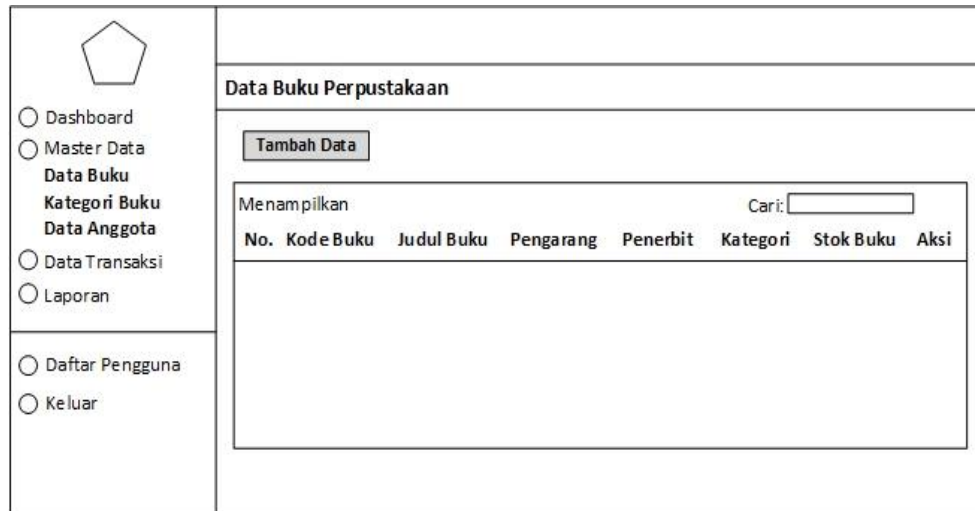 Dashboard
Master Data
Data Buku
Kategori Buku
Data Anggota
Data Transaksi
Laporan
Daftar Pengguna
Keluar
Data Buku Perpustakaan
Tambah Data
Menampilkan Cari:
No. Kode Buku Judul Buku Pengarang Penerbit Kategori Stok Buku Aksi